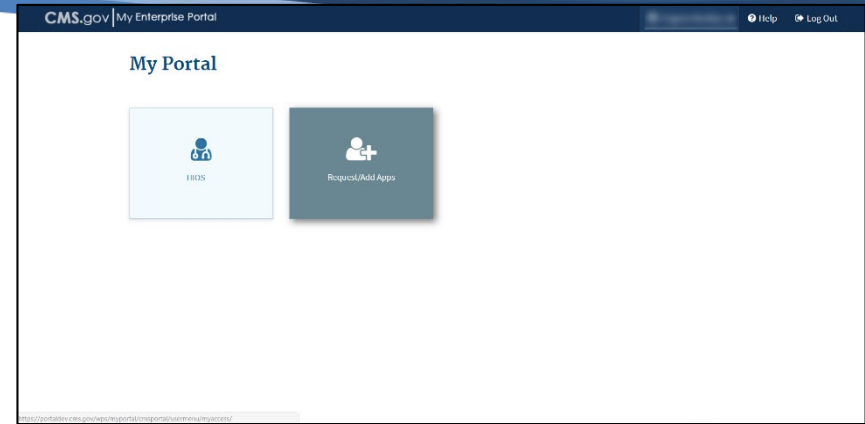 CMS.gov My Enterprise Portal
Help
Log Out
My Portal
HIOS
Request/Add Apps
https://portaldev.cms.gov/wps/myportal/cmsportal/usermenu/myaccess/